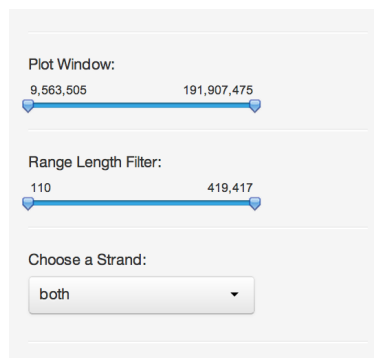 Plot Window:
9,563,505 191,907,475
Range Length Filter:
110 419,417
Choose a Strand:
both